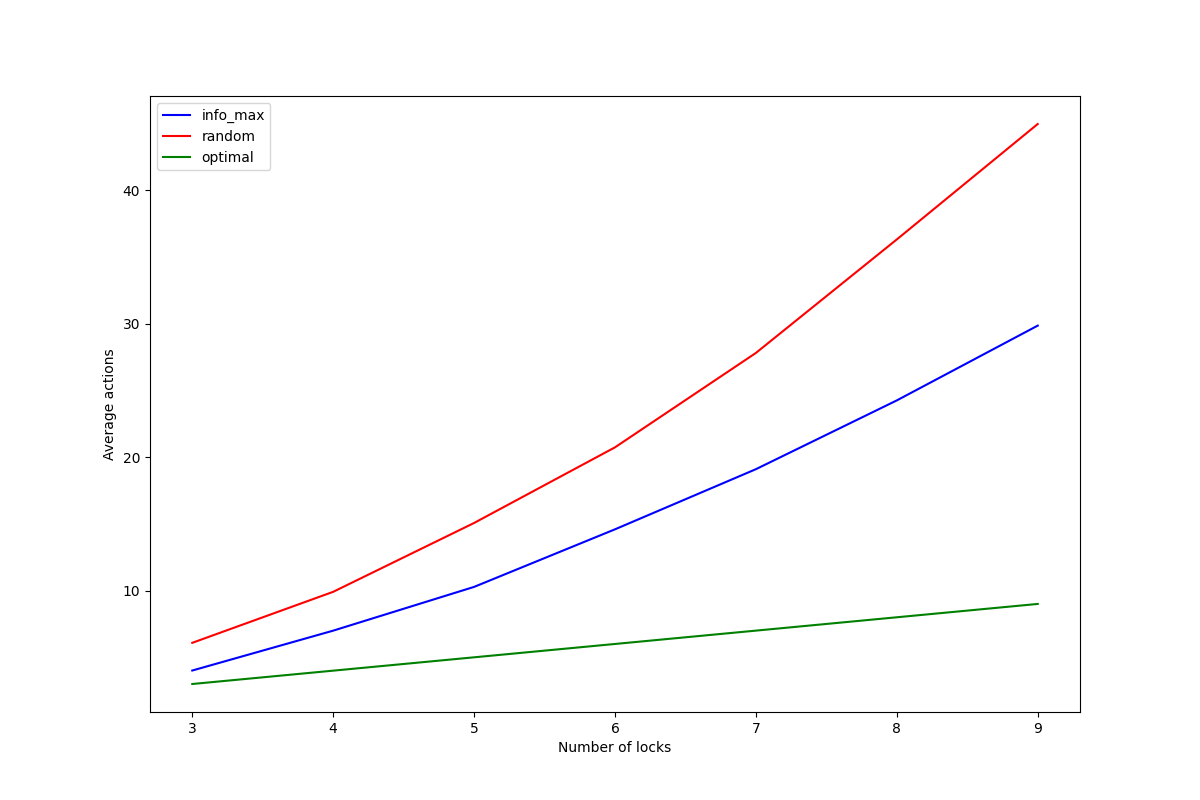 info_max
random
optimal
40
30
20
10
Average actions
3 4 5 6 7 8 9
Number of locks